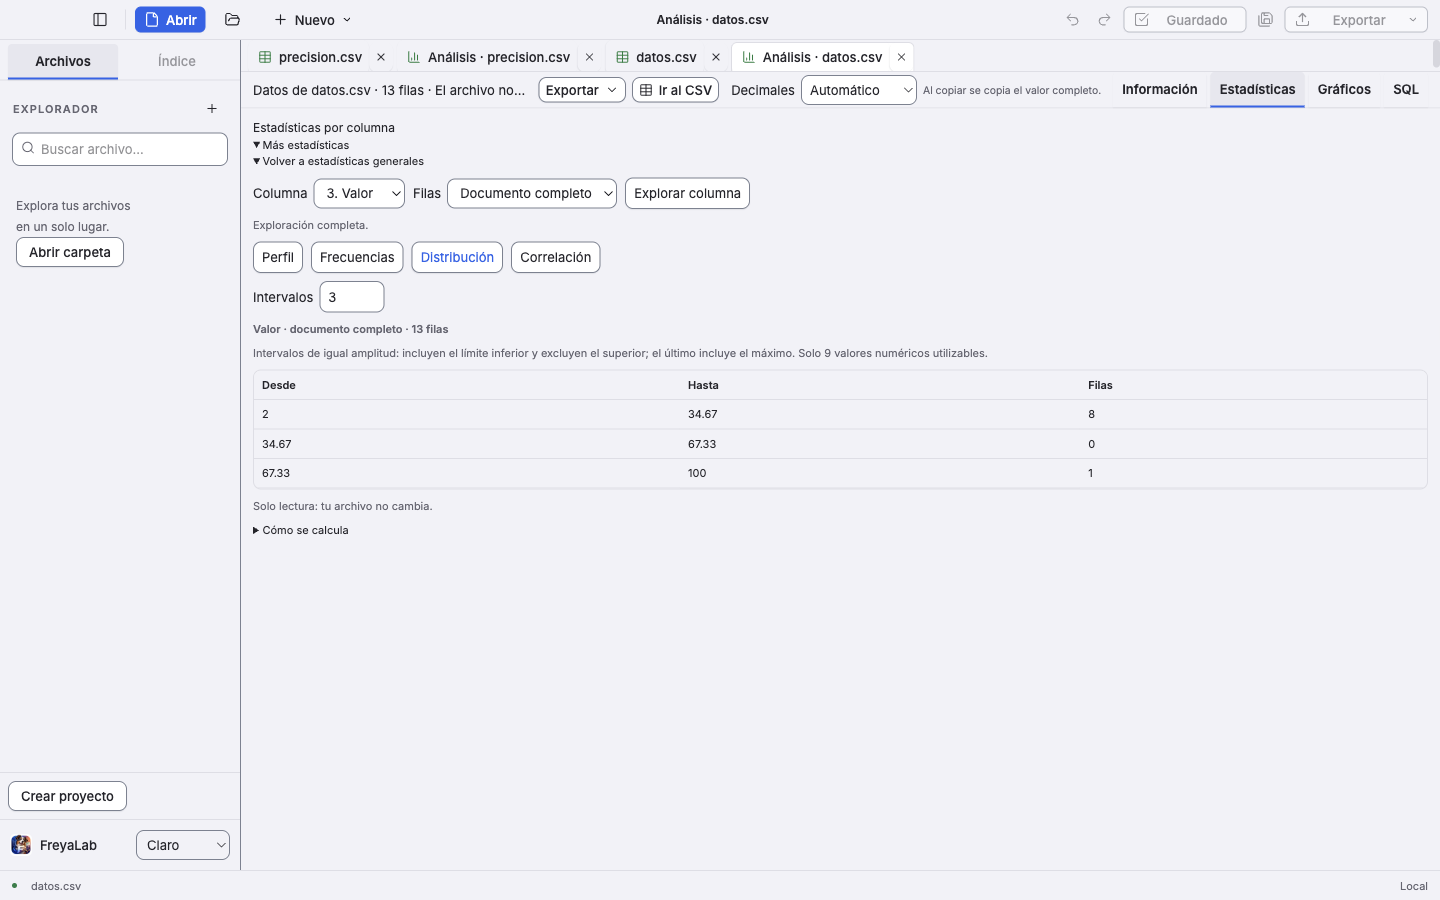 Abrir
Nuevo
Análisis · datos.csv
Guardado
Exportar
Archivos
Índice
precision.csv
Análisis · precision.csv
datos.csv
Análisis · datos.csv
EXPLORADOR
Buscar archivo...
Explora tus archivos
en un solo lugar.
Abrir carpeta
Datos de datos.csv · 13 filas · El archivo no...
Exportar
Ir al CSV
Decimales
Automático
Al copiar se copia el valor completo.
Información
Estadísticas
Gráficos
SQL
Estadísticas por columna
Más estadísticas
Volver a estadísticas generales
Columna
3. Valor
Filas
Documento completo
Explorar columna
Exploración completa.
Perfil
Frecuencias
Distribución
Correlación
Intervalos
3
Valor · documento completo · 13 filas
Intervalos de igual amplitud: incluyen el límite inferior y excluyen el superior; el último incluye el máximo. Solo 9 valores numéricos utilizables.
Desde Hasta Filas
2 34.67 8
34.67 67.33 0
67.33 100 1
Solo lectura: tu archivo no cambia.
Cómo se calcula
Crear proyecto
FreyaLab
Claro
datos.csv
Local